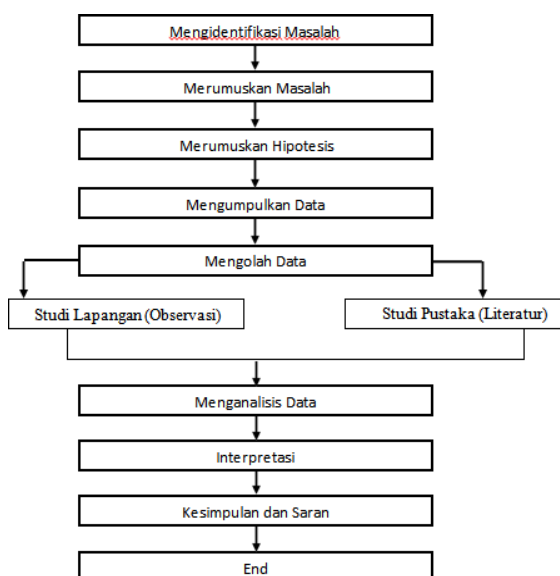 Mengidentifikasi Masalah
Merumuskan Masalah
Merumuskan Hipotesis
Mengumpulkan Data
Mengolah Data
Studi Lapangan (Observasi)
Studi Pustaka (Literatur)
Menganalisis Data
Interpretasi
Kesimpulan dan Saran
End